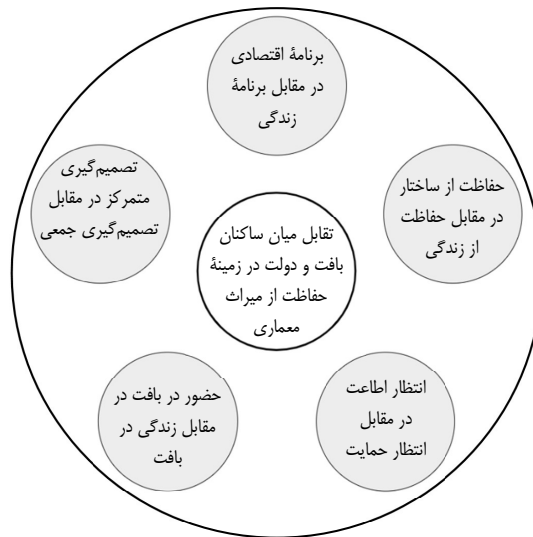 برنامهٔ اقتصادی
در مقابل برنامهٔ
زندگی
حفاظت از ساختار
در مقابل حفاظت
از زندگی
تصمیم‌گیری
متمرکز در مقابل
تصمیم‌گیری جمعی
تقابل میان ساکنان
بافت و دولت در زمینهٔ
حفاظت از میراث
معماری
انتظار اطاعت
در مقابل
انتظار حمایت
حضور در بافت در
مقابل زندگی در
بافت